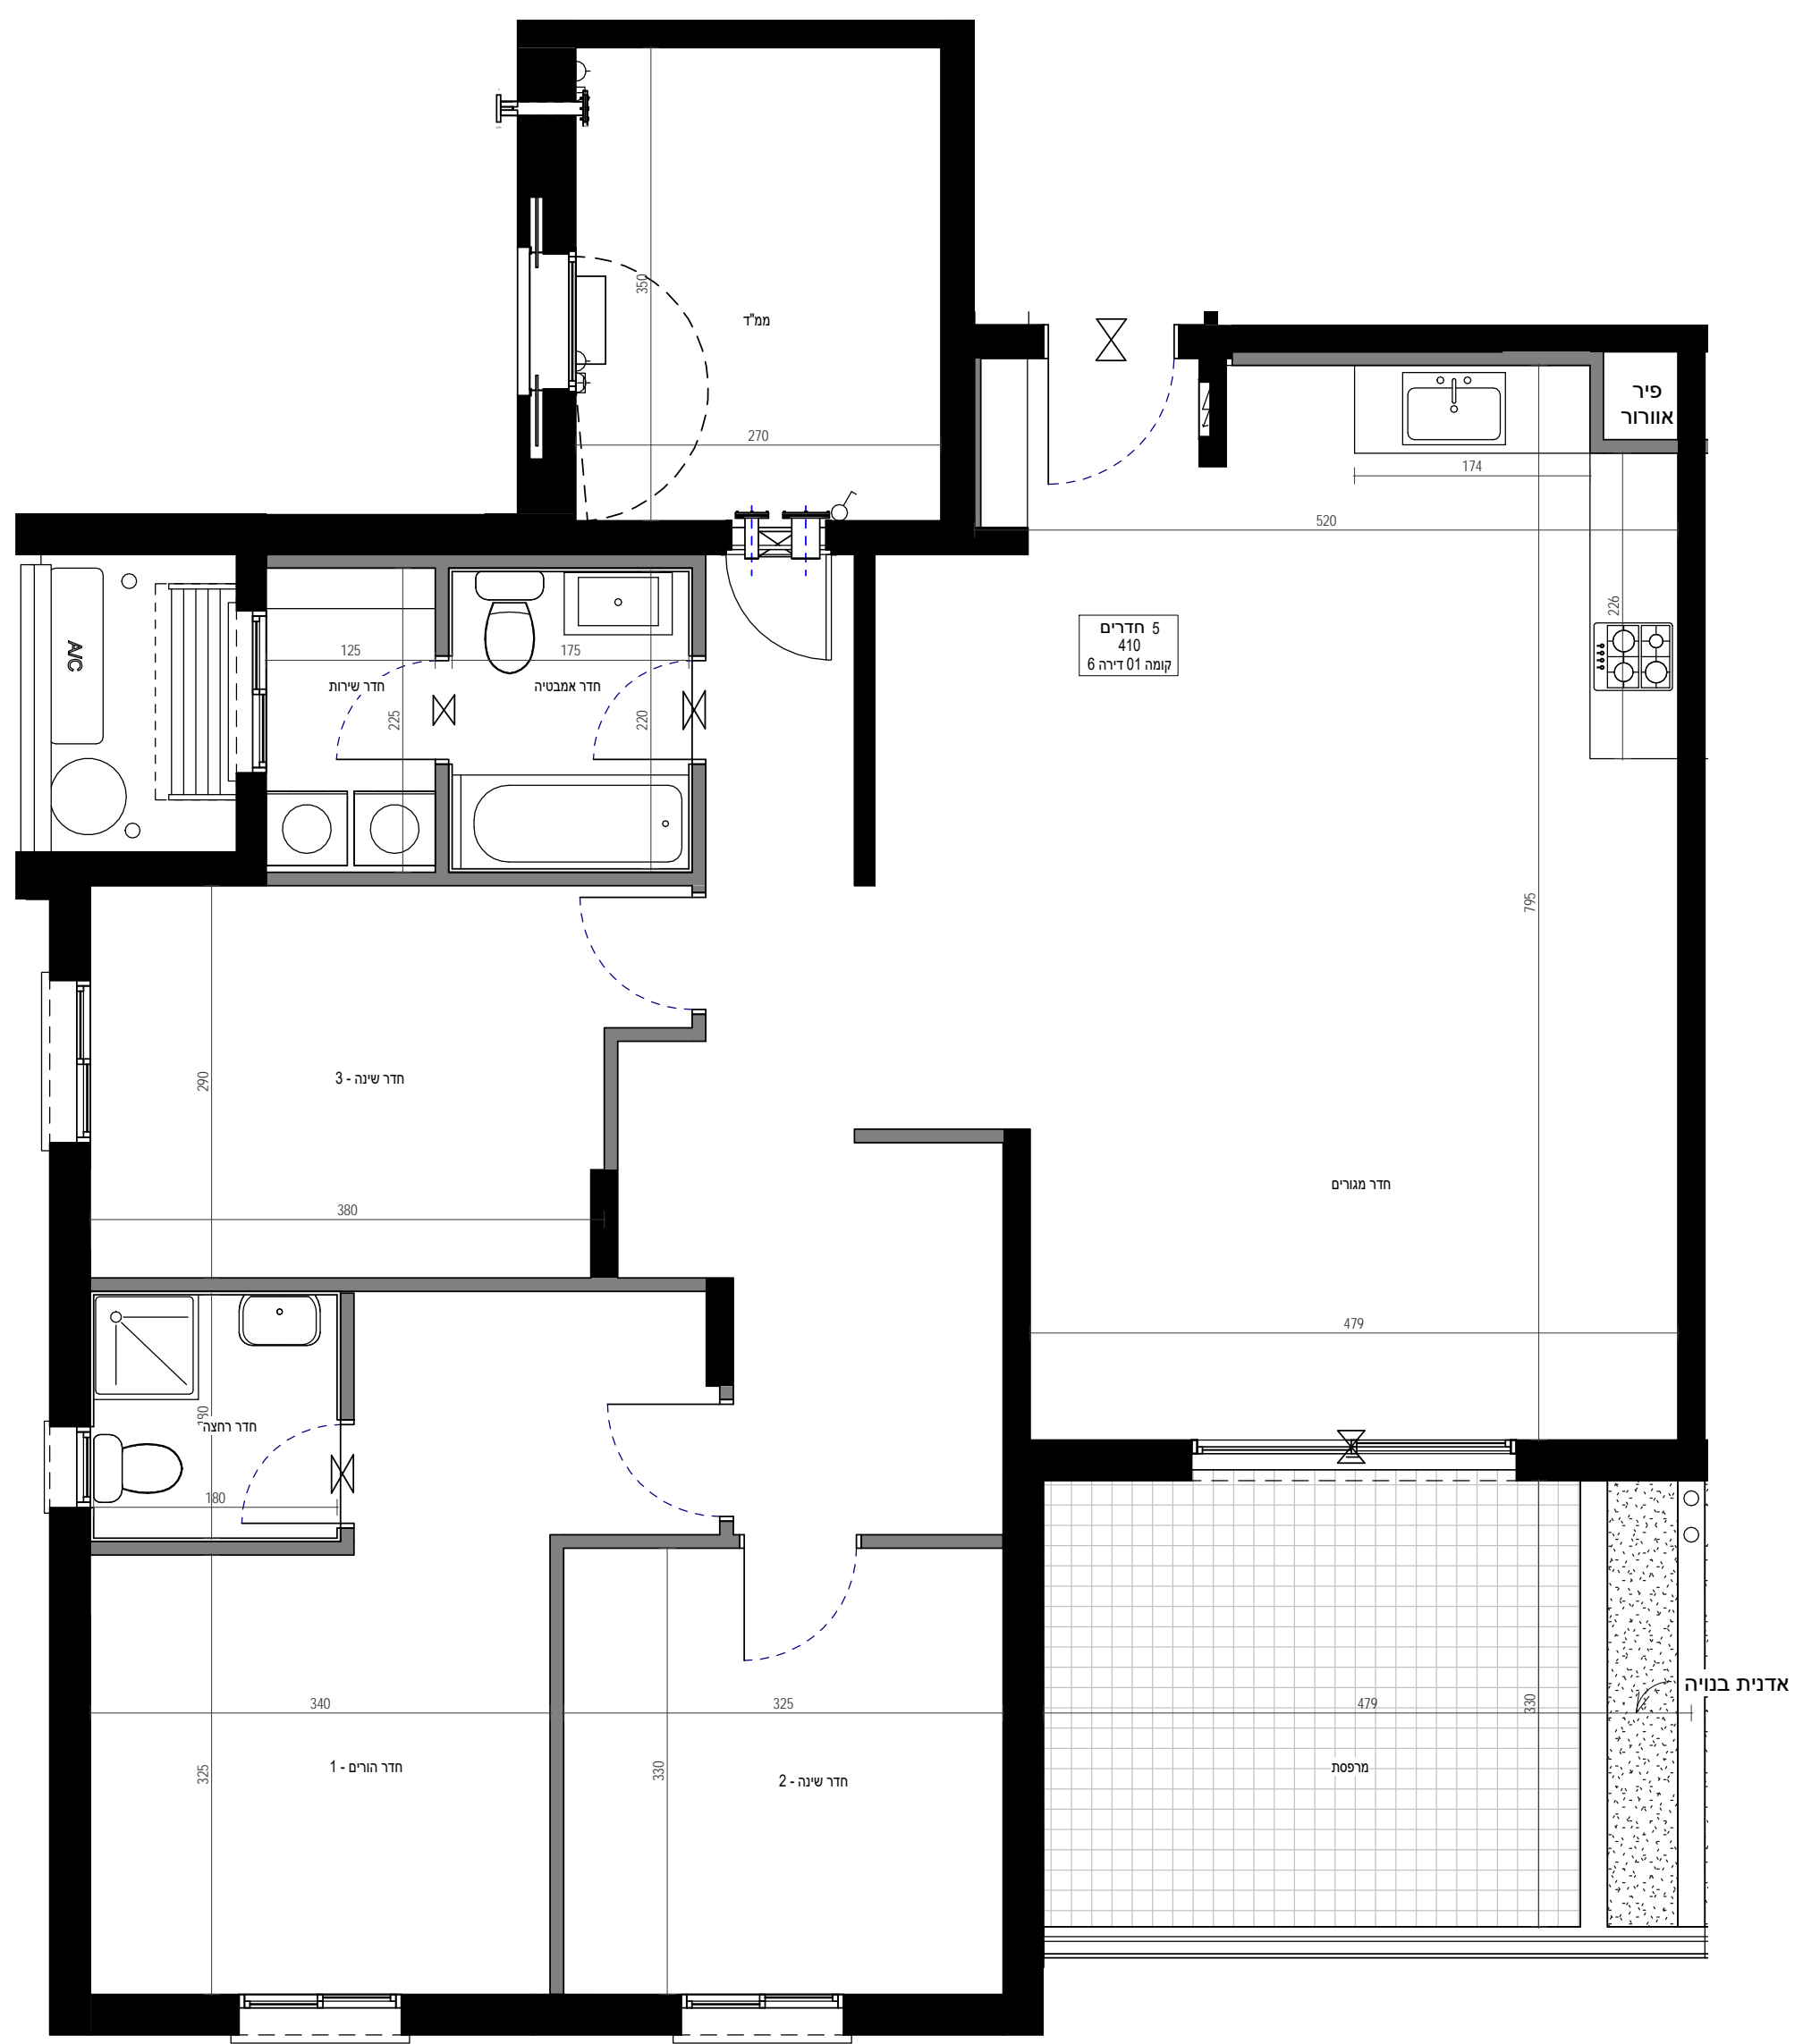 350
ממ"ד
270
פיר
אוורור
174
520
226
5 חדרים
410
קומה 01 דירה 6
A/C
125
חדר שירות
225
175
חדר אמבטיה
220
795
290
חדר שינה - 3
380
חדר מגורים
479
180
חדר רחצה
180
340
325
חדר הורים - 1
325
330
חדר שינה - 2
479
330
מרפסת
אדנית בנויה